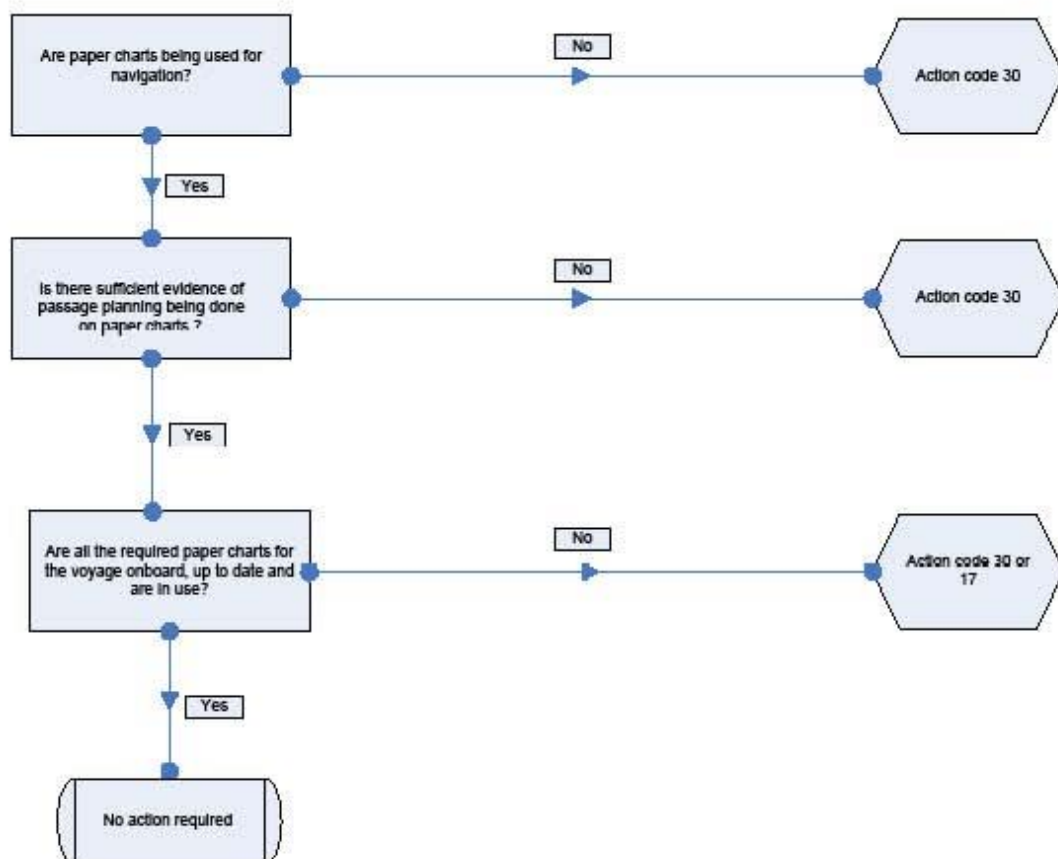 Are paper charts being used for
navigation?
No
Action code 30
Yes
Is there sufficient evidence of
passage planning being done
on paper charts ?
No
Action code 30
Yes
Are all the required paper charts for
the voyage onboard, up to date and
are in use?
No
Action code 30 or
17
Yes
No action required